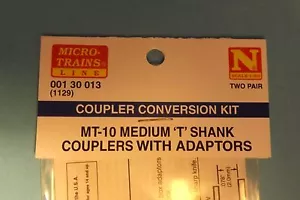 MICRO-
TRAINS
LINE
001 30 013
(1129)
N
SCALE 1:160
TWO PAIR
COUPLER CONVERSION KIT
MT-10 MEDIUM 'T' SHANK
COUPLERS WITH ADAPTORS